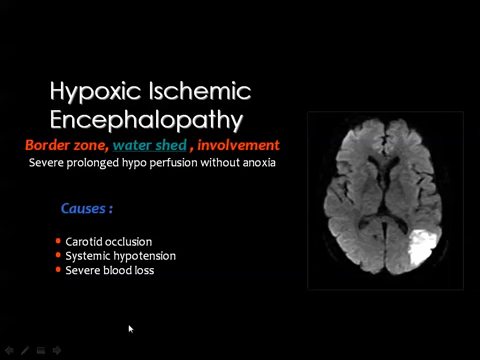 Hypoxic Ischemic
Encephalopathy
Border zone, water shed , involvement
Severe prolonged hypo perfusion without anoxia
Causes :
• Carotid occlusion
• Systemic hypotension
• Severe blood loss